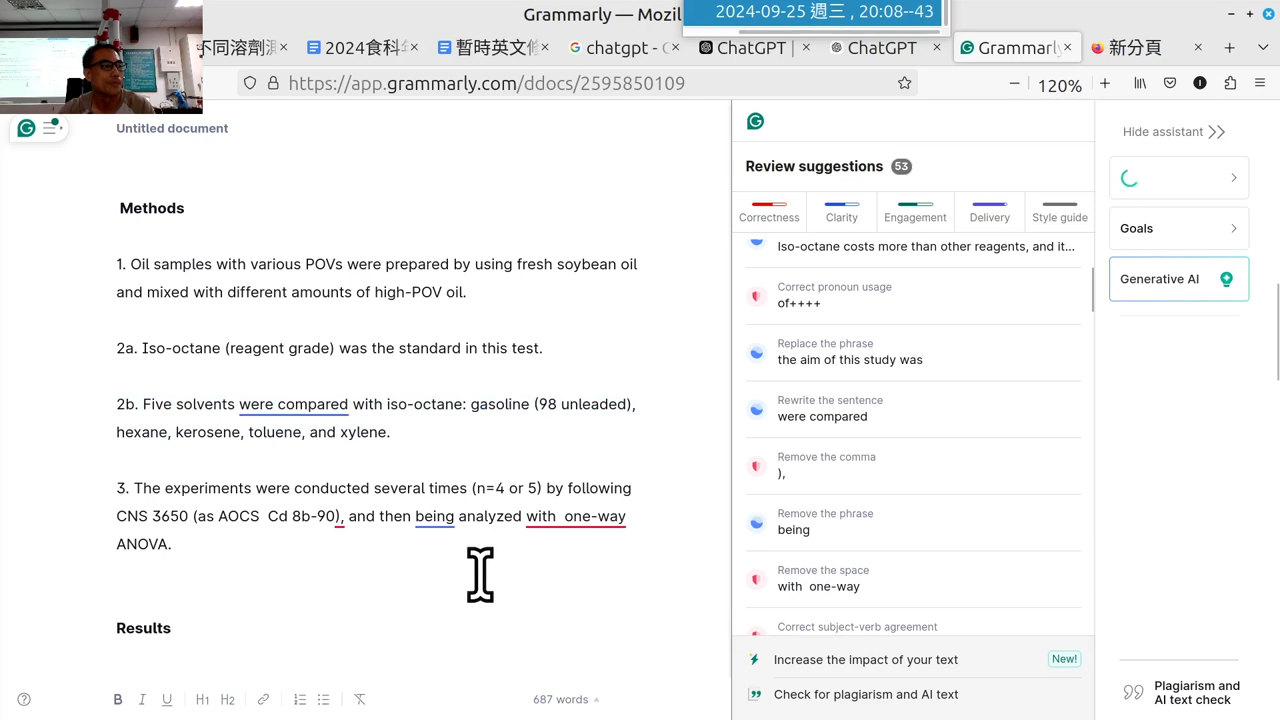 Grammarly — Mozil
2024-09-25 週三 , 20:08--43
不同溶劑測
2024食科年
暫時英文修
chatgpt - G
ChatGPT |
ChatGPT
Grammarly
新分頁
https://app.grammarly.com/ddocs/2595850109
120%
Untitled document
Methods
1. Oil samples with various POVs were prepared by using fresh soybean oil
and mixed with different amounts of high-POV oil.
2a. Iso-octane (reagent grade) was the standard in this test.
2b. Five solvents were compared with iso-octane: gasoline (98 unleaded),
hexane, kerosene, toluene, and xylene.
3. The experiments were conducted several times (n=4 or 5) by following
CNS 3650 (as AOCS  Cd 8b-90), and then being analyzed with  one-way
ANOVA.
Results
B I U H1 H2
687 words
Review suggestions 53
Correctness
Clarity
Engagement
Delivery
Style guide
Iso-octane costs more than other reagents, and it...
Correct pronoun usage
of++++
Replace the phrase
the aim of this study was
Rewrite the sentence
were compared
Remove the comma
),
Remove the phrase
being
Remove the space
with  one-way
Correct subject-verb agreement
Increase the impact of your text
New!
Check for plagiarism and AI text
Hide assistant
Goals
Generative AI
Plagiarism and
AI text check